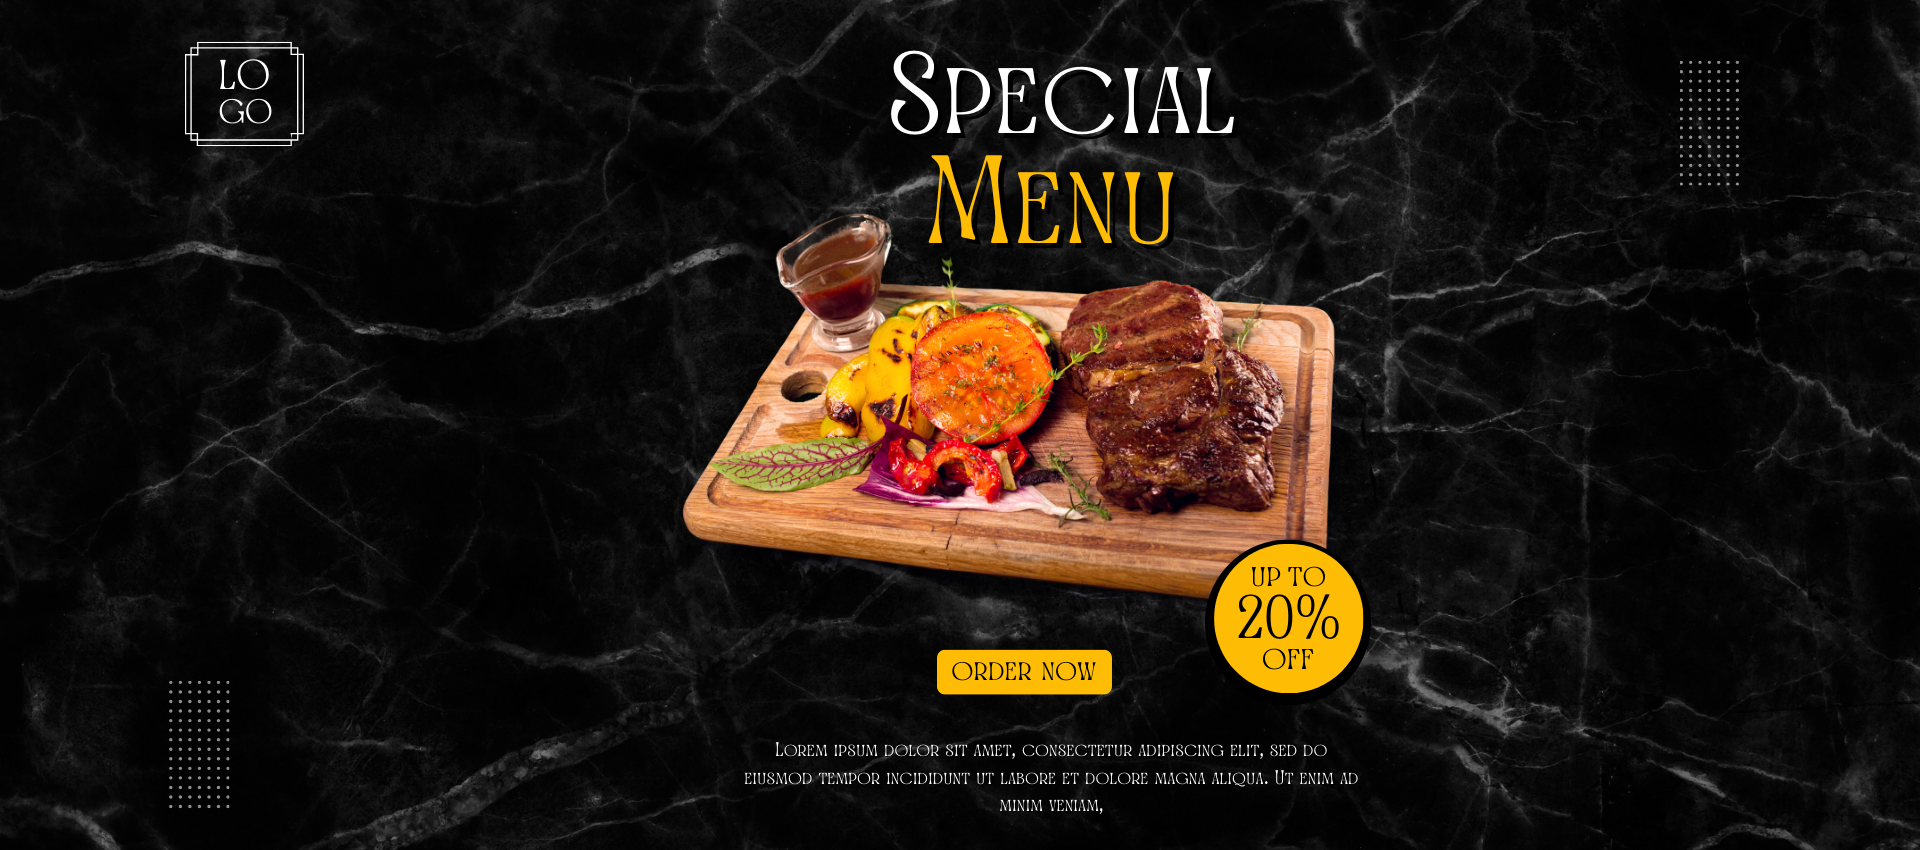 LO
GO
SPECIAL
MENU
UP TO
20%
OFF
ORDER NOW
LOREM IPSUM DOLOR SIT AMET, CONSECTETUR ADIPISCING ELIT, SED DO
EIUSMOD TEMPOR INCIDIDUNT UT LABORE ET DOLORE MAGNA ALIQUA. UT ENIM AD
MINIM VENIAM,